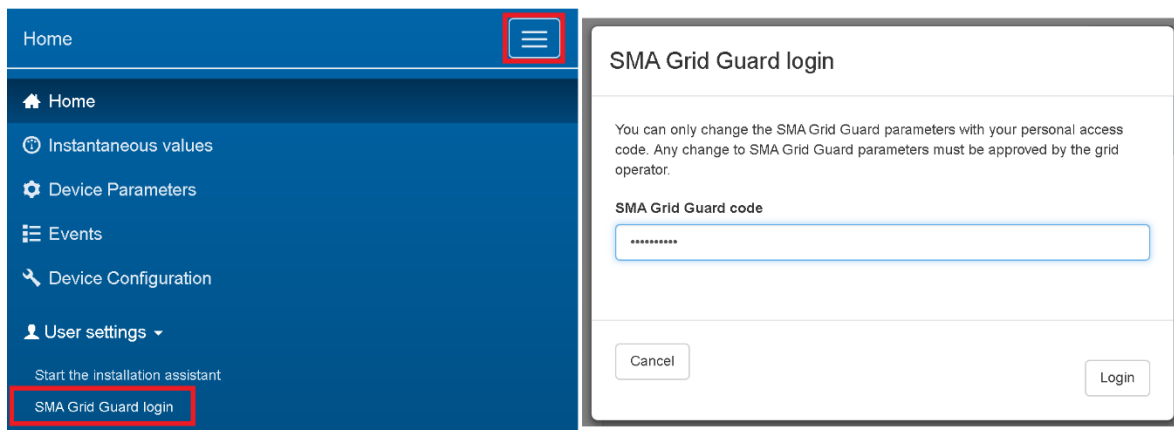 Home
Home
Instantaneous values
Device Parameters
Events
Device Configuration
User settings
Start the installation assistant
SMA Grid Guard login
SMA Grid Guard login
You can only change the SMA Grid Guard parameters with your personal access
code. Any change to SMA Grid Guard parameters must be approved by the grid
operator.
SMA Grid Guard code
••••••••••
Cancel
Login